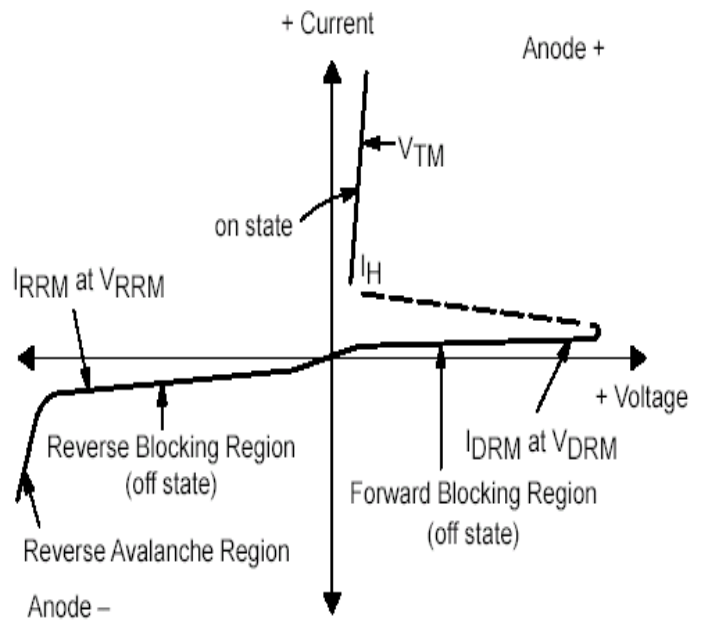 + Current
Anode +
VTM
on state
IH
IRRM at VRRM
+ Voltage
IDRM at VDRM
Reverse Blocking Region
(off state)
Forward Blocking Region
(off state)
Reverse Avalanche Region
Anode –